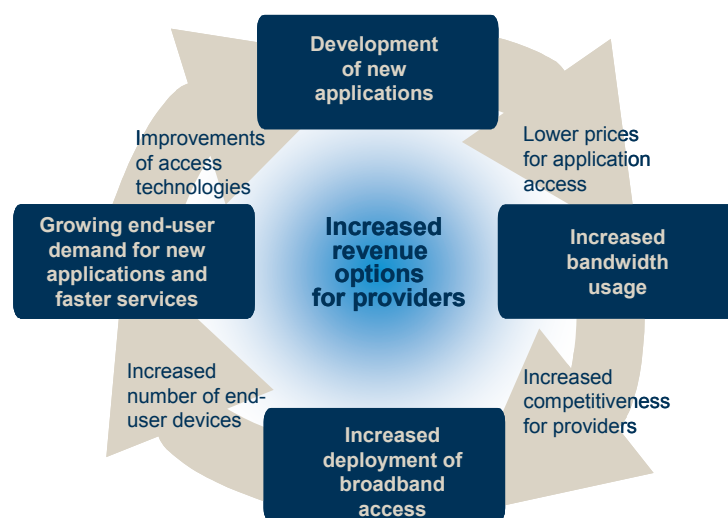 Development
of new
applications
Improvements
of access
technologies
Lower prices
for application
access
Growing end-user
demand for new
applications and
faster services
Increased
revenue
options
for providers
Increased
bandwidth
usage
Increased
number of end-
user devices
Increased
competitiveness
for providers
Increased
deployment of
broadband
access